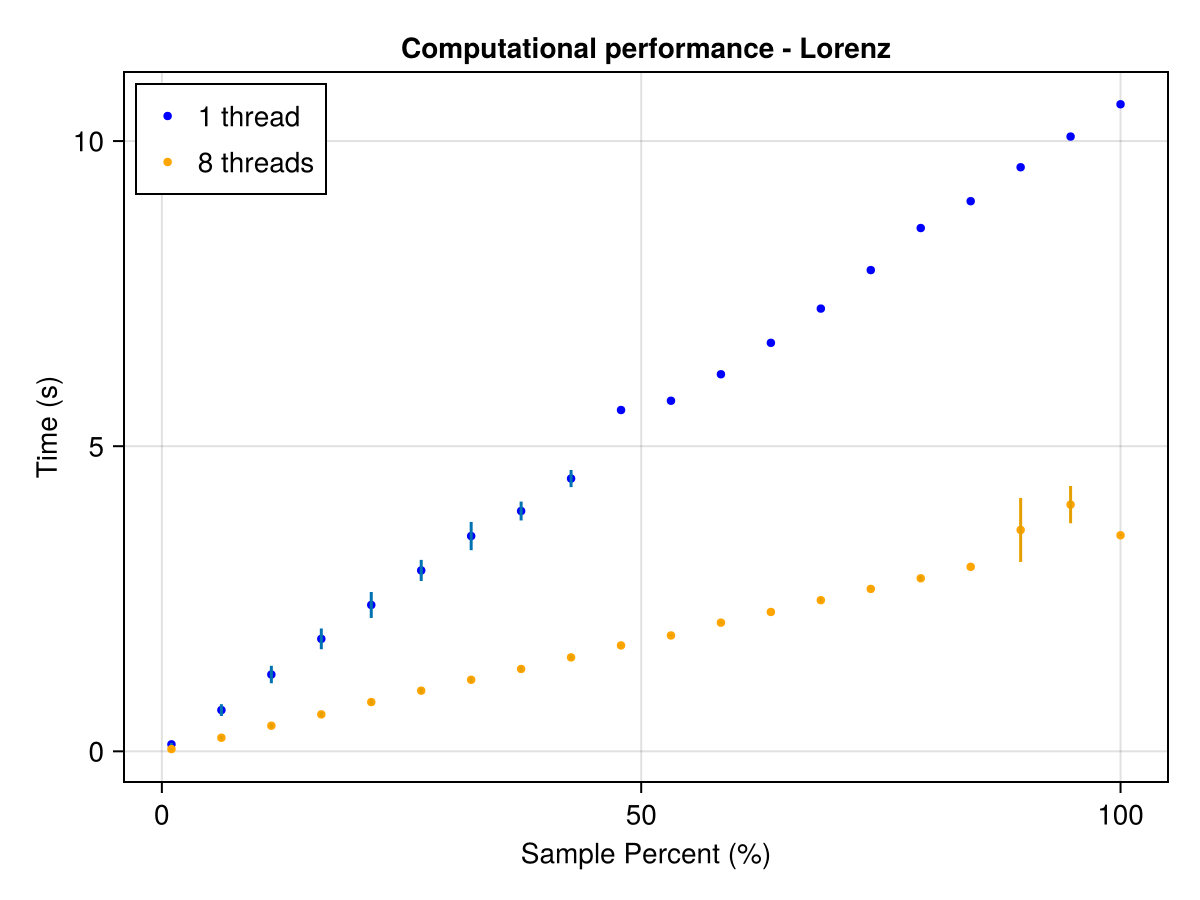 Computational performance - Lorenz
1 thread
8 threads
10
5
0
Time (s)
0 50 100
Sample Percent (%)